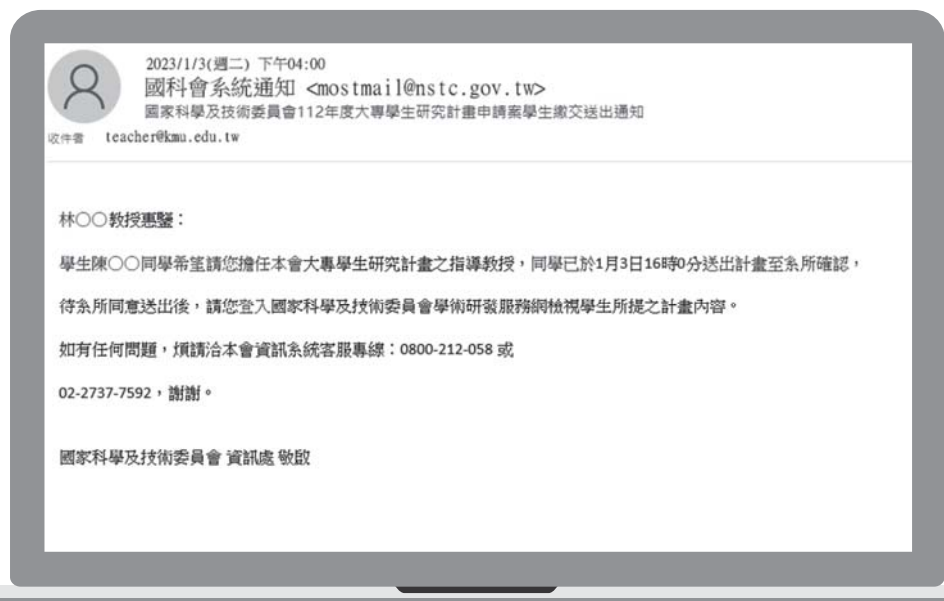 2023/1/3(週二) 下午04:00
國科會系統通知 <mostmail@nstc.gov.tw>
國家科學及技術委員會112年度大專學生研究計畫申請案學生繳交送出通知
收件者 teacher@kmu.edu.tw
林○○教授惠鑒：
學生陳○○同學希望請您擔任本會大專學生研究計畫之指導教授，同學已於1月3日16時0分送出計畫至系所確認，
待系所同意送出後，請您登入國家科學及技術委員會學術研發服務網檢視學生所提之計畫內容。
如有任何問題，煩請洽本會資訊系統客服專線：0800-212-058 或
02-2737-7592，謝謝。
國家科學及技術委員會 資訊處 敬啟